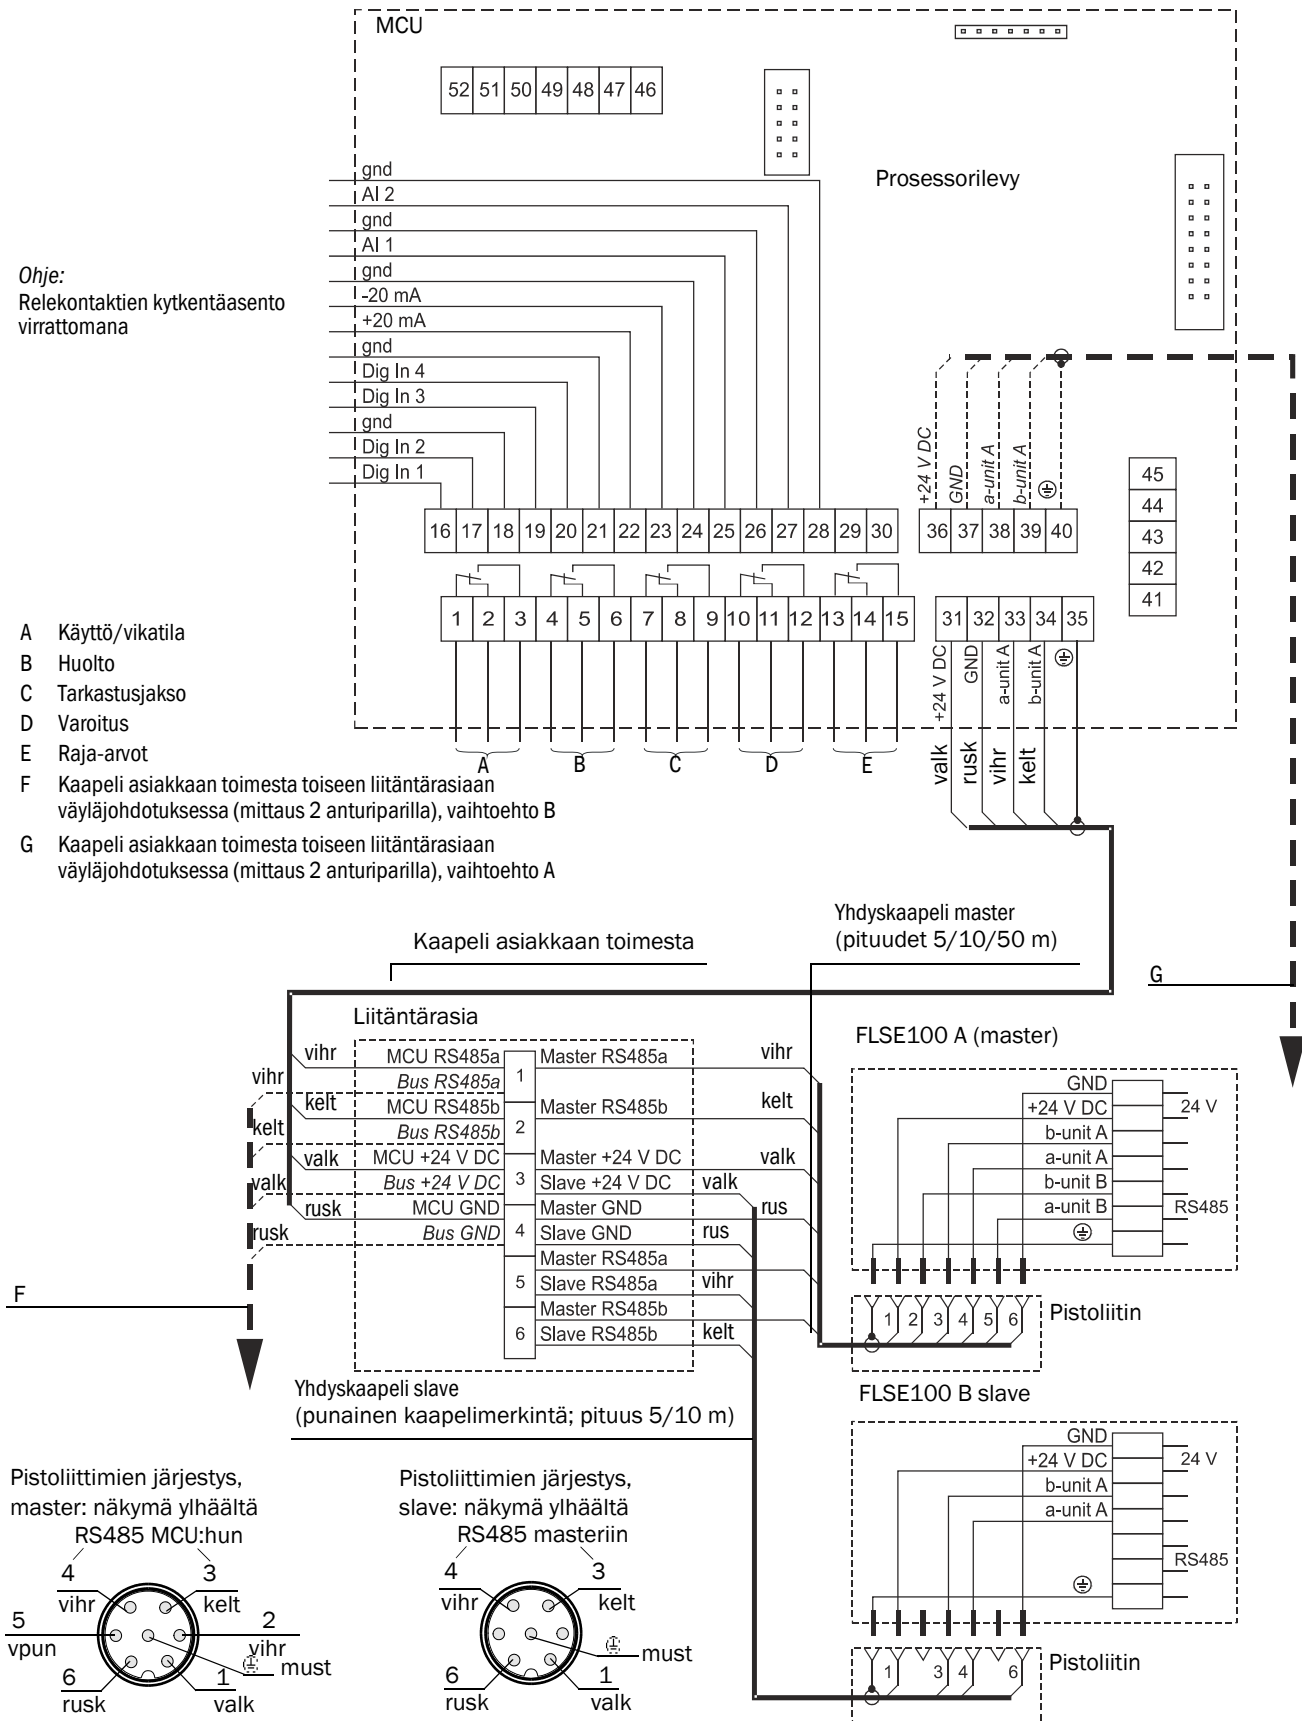 MCU
52 51 50 49 48 47 46
Prosessorilevy
gnd
AI 2
gnd
AI 1
gnd
-20 mA
+20 mA
gnd
Dig In 4
Dig In 3
gnd
Dig In 2
Dig In 1
Ohje:
Relekontaktien kytkentäasento
virrattomana
+24 V DC
GND
a-unit A
b-unit A
16 17 18 19 20 21 22 23 24 25 26 27 28 29 30
36 37 38 39 40
45
44
43
42
41
1 2 3 4 5 6 7 8 9 10 11 12 13 14 15
31 32 33 34 35
+24 V DC
GND
a-unit A
b-unit A
valk
rusk
vihr
kelt
A B C D E
A Käyttö/vikatila
B Huolto
C Tarkastusjakso
D Varoitus
E Raja-arvot
F Kaapeli asiakkaan toimesta toiseen liitäntärasiaan
väyläjohdotuksessa (mittaus 2 anturiparilla), vaihtoehto B
G Kaapeli asiakkaan toimesta toiseen liitäntärasiaan
väyläjohdotuksessa (mittaus 2 anturiparilla), vaihtoehto A
Kaapeli asiakkaan toimesta
Yhdyskaapeli master
(pituudet 5/10/50 m)
G
Liitäntärasia
vihr MCU RS485a 1 Master RS485a vihr
vihr Bus RS485a
kelt MCU RS485b 2 Master RS485b kelt
kelt Bus RS485b
valk MCU +24 V DC 3 Master +24 V DC valk
valk Bus +24 V DC Slave +24 V DC valk
rusk MCU GND 4 Master GND rus
rusk Bus GND Slave GND rus
5 Master RS485a
Slave RS485a vihr
6 Master RS485b
Slave RS485b kelt
F
FLSE100 A (master)
GND
+24 V DC
24 V
b-unit A
a-unit A
b-unit B
a-unit B
RS485
1 2 3 4 5 6
Pistoliitin
Yhdyskaapeli slave
(punainen kaapelimerkintä; pituus 5/10 m)
FLSE100 B slave
GND
+24 V DC
24 V
b-unit A
a-unit A
RS485
1 3 4 6
Pistoliitin
Pistoliittimien järjestys,
master: näkymä ylhäältä
RS485 MCU:hun
4 vihr
3 kelt
5 vpun
2 vihr
must
6 rusk
1 valk
Pistoliittimien järjestys,
slave: näkymä ylhäältä
RS485 masteriin
4 vihr
3 kelt
must
6 rusk
1 valk